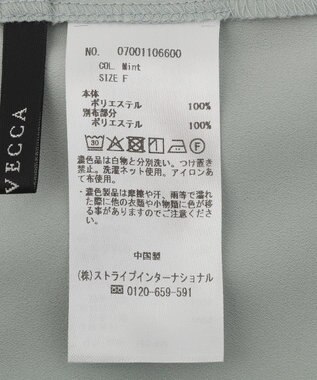 VECCA
NO. 07001106600
COL. Mint
SIZE F
本体
ポリエステル 100%
別布部分
ポリエステル 100%
濃色品は白物と分別洗い。つけ置き
禁止。洗濯ネット使用。アイロンあ
て布使用。
・濃色製品は摩擦や汗、雨等で濡れ
た際に他の衣類や小物類に色が移
る事がありますのでご注意くださ
い。
中国製
(株)ストライプインターナショナル
0120-659-591